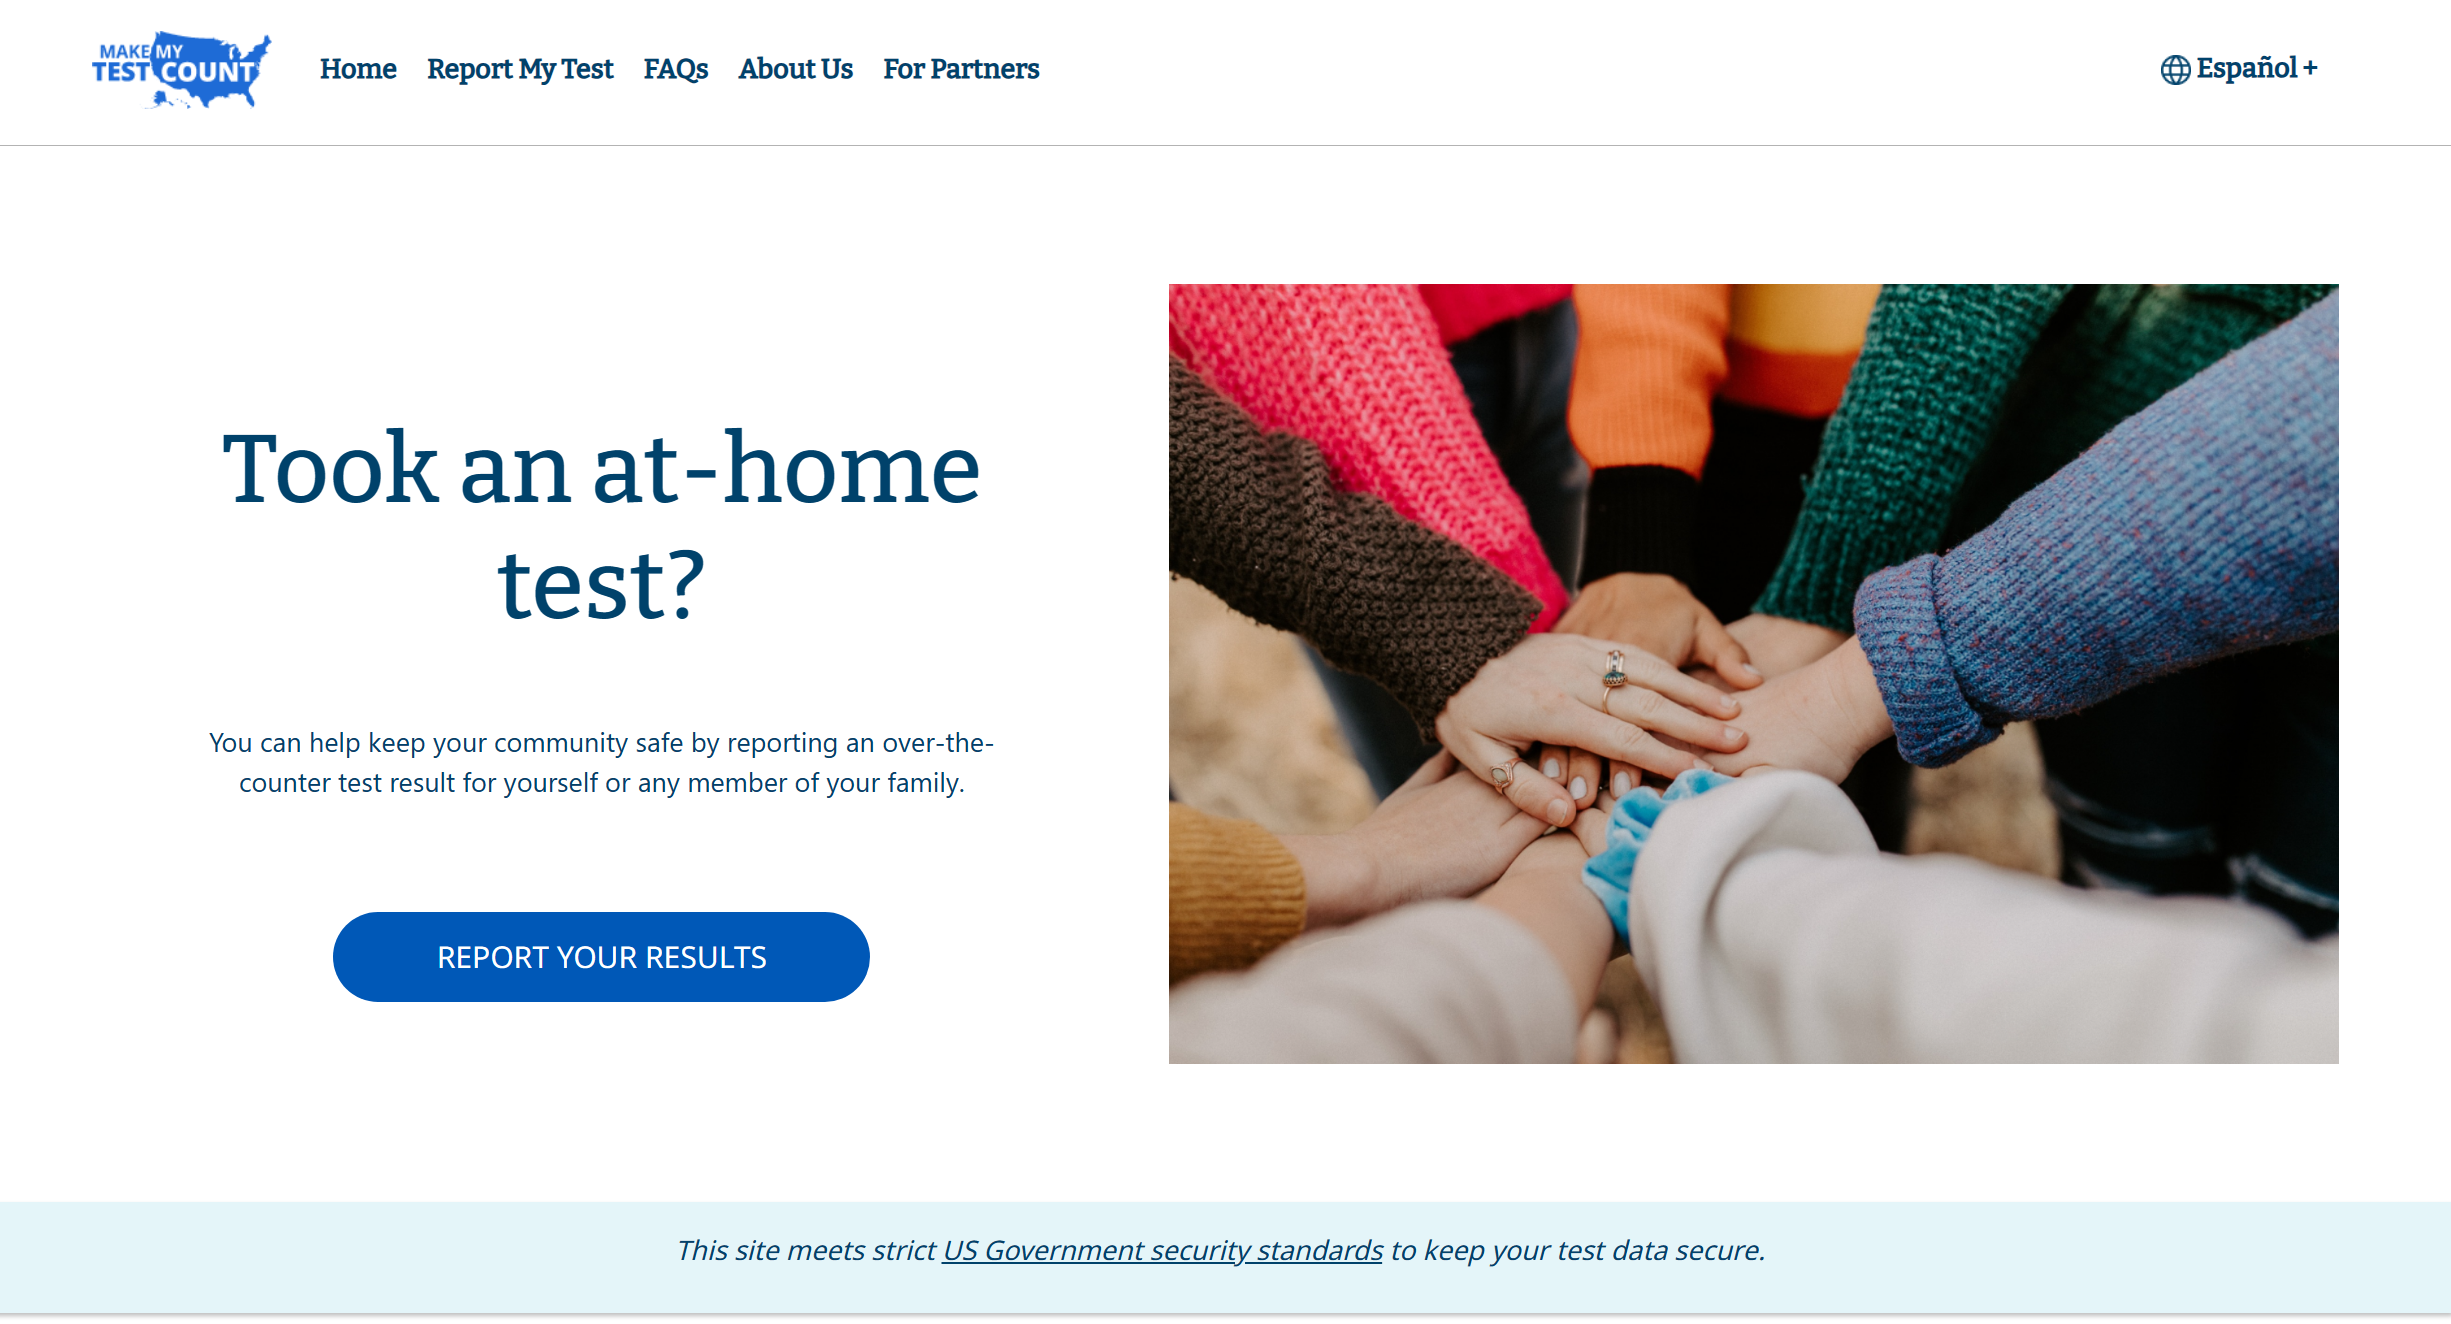 MAKE MY
TEST COUNT
Home Report My Test FAQs About Us For Partners
Español +
Took an at-home
test?
You can help keep your community safe by reporting an over-the-
counter test result for yourself or any member of your family.
REPORT YOUR RESULTS
This site meets strict US Government security standards to keep your test data secure.